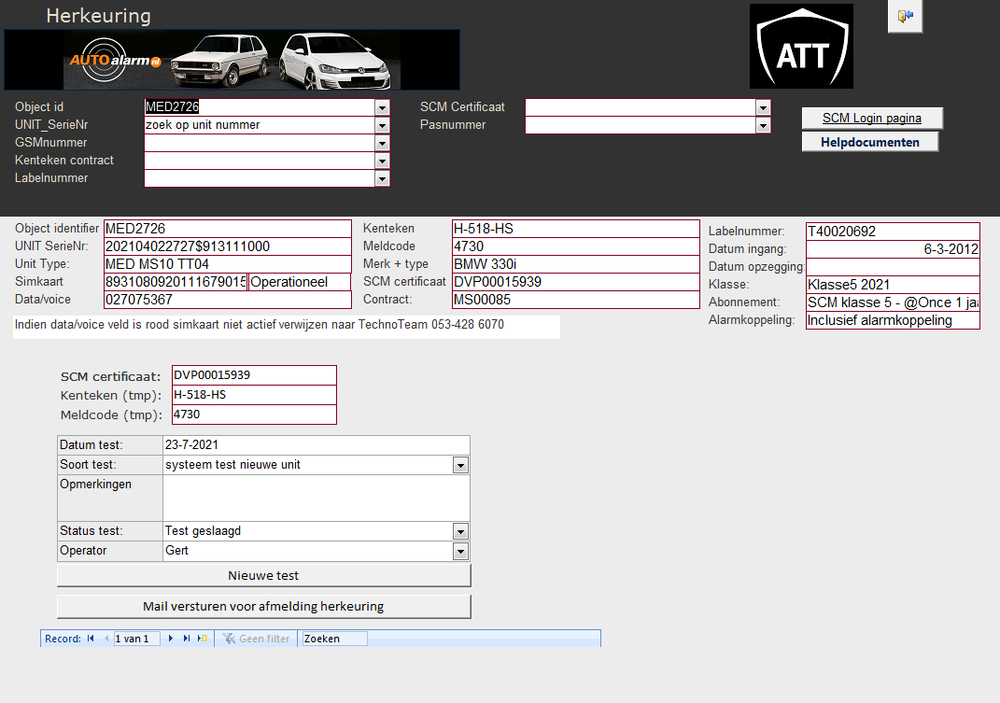 Herkeuring
AUTOalarm.nl
ATT
Object id MED2726
UNIT_SerieNr zoek op unit nummer
GSMnummer
Kenteken contract
Labelnummer
SCM Certificaat
Pasnummer
SCM Login pagina
Helpdocumenten
Object identifier MED2726
UNIT SerieNr: 202104022727$913111000
Unit Type: MED MS10 TT04
Simkaart 8931080920111679015 Operationeel
Data/voice 027075367
Kenteken H-518-HS
Meldcode 4730
Merk + type BMW 330i
SCM certificaat DVP00015939
Contract: MS00085
Labelnummer: T40020692
Datum ingang: 6-3-2012
Datum opzegging:
Klasse: Klasse5 2021
Abonnement: SCM klasse 5 - @Once 1 jaa
Alarmkoppeling: Inclusief alarmkoppeling
Indien data/voice veld is rood simkaart niet actief verwijzen naar TechnoTeam 053-428 6070
SCM certificaat: DVP00015939
Kenteken (tmp): H-518-HS
Meldcode (tmp): 4730
Datum test: 23-7-2021
Soort test: systeem test nieuwe unit
Opmerkingen
Status test: Test geslaagd
Operator Gert
Nieuwe test
Mail versturen voor afmelding herkeuring
Record: 1 van 1 Geen filter Zoeken